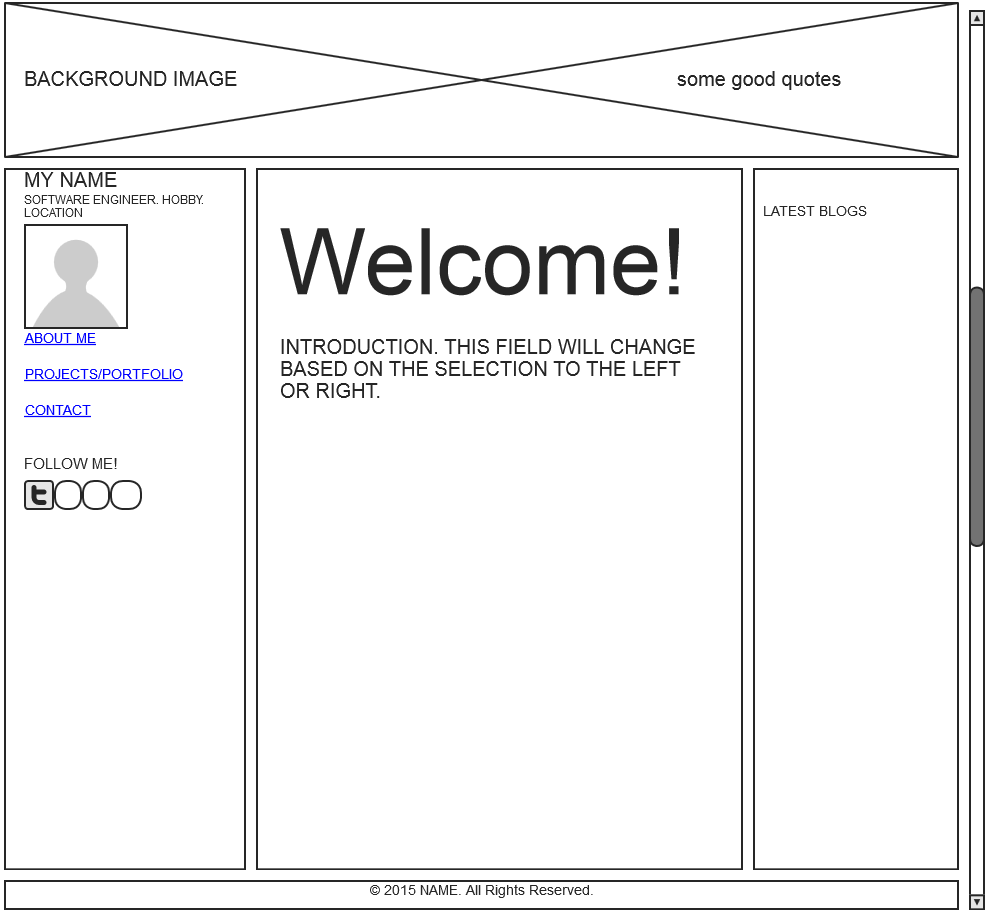 BACKGROUND IMAGE
some good quotes
MY NAME
SOFTWARE ENGINEER. HOBBY.
LOCATION
ABOUT ME
PROJECTS/PORTFOLIO
CONTACT
FOLLOW ME!
t
Welcome!
INTRODUCTION. THIS FIELD WILL CHANGE
BASED ON THE SELECTION TO THE LEFT
OR RIGHT.
LATEST BLOGS
© 2015 NAME. All Rights Reserved.